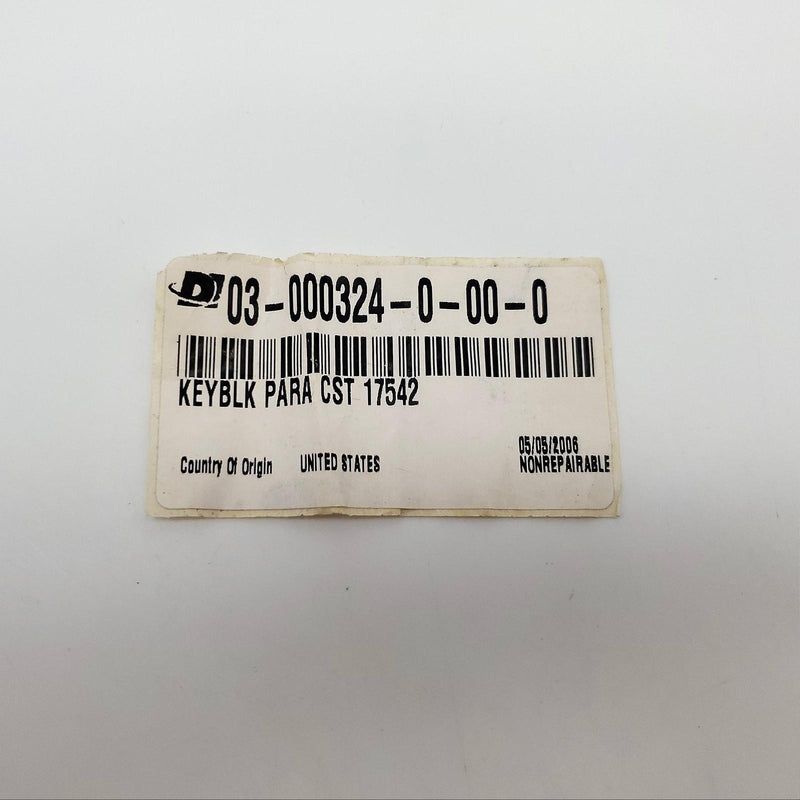 D 03-000324-0-00-0
KEYBLK PARA CST 17542
05/05/2006
Country Of Origin UNITED STATES NONREPAIRABLE